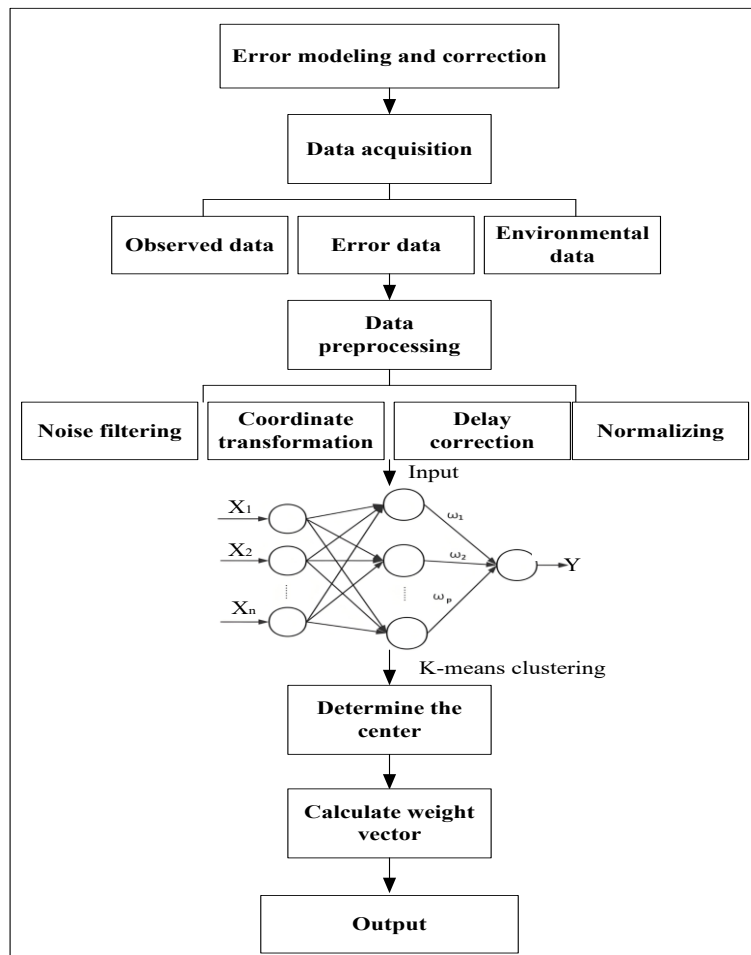 Error modeling and correction
Data acquisition
Observed data
Error data
Environmental
data
Data
preprocessing
Noise filtering
Coordinate
transformation
Delay
correction
Normalizing
Input
X1
X2
......
Xn
ω1
ω2
......
ωp
Y
K-means clustering
Determine the
center
Calculate weight
vector
Output